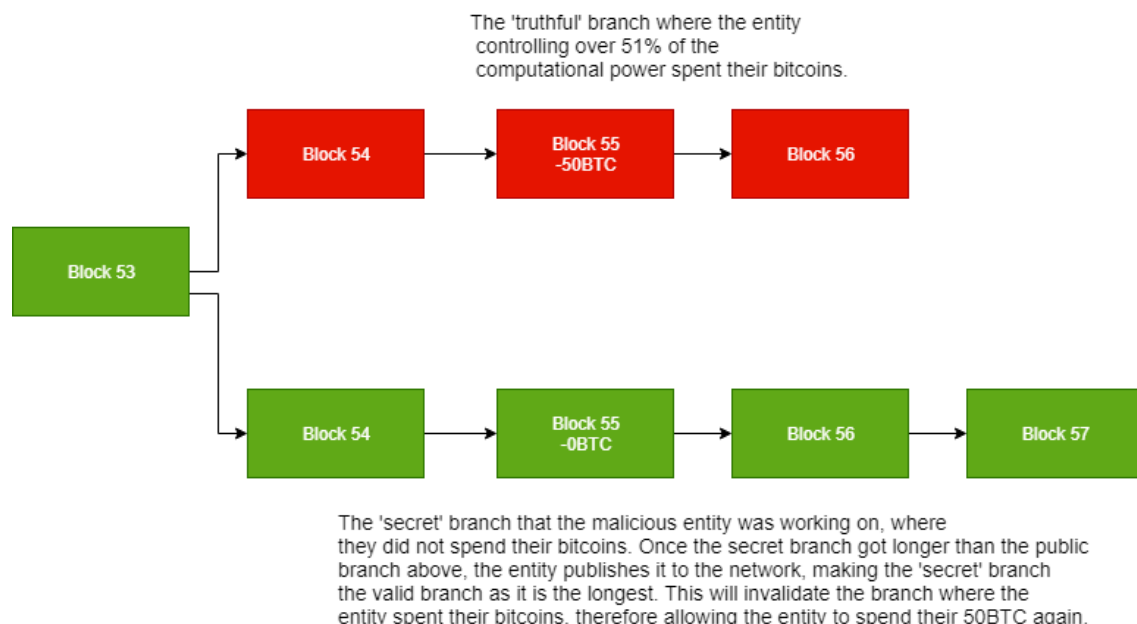 The 'truthful' branch where the entity
controlling over 51% of the
computational power spent their bitcoins.
Block 54
Block 55
-50BTC
Block 56
Block 53
Block 54
Block 55
-0BTC
Block 56
Block 57
The 'secret' branch that the malicious entity was working on, where
they did not spend their bitcoins. Once the secret branch got longer than the public
branch above, the entity publishes it to the network, making the 'secret' branch
the valid branch as it is the longest. This will invalidate the branch where the
entity spent their bitcoins, therefore allowing the entity to spend their 50BTC again.